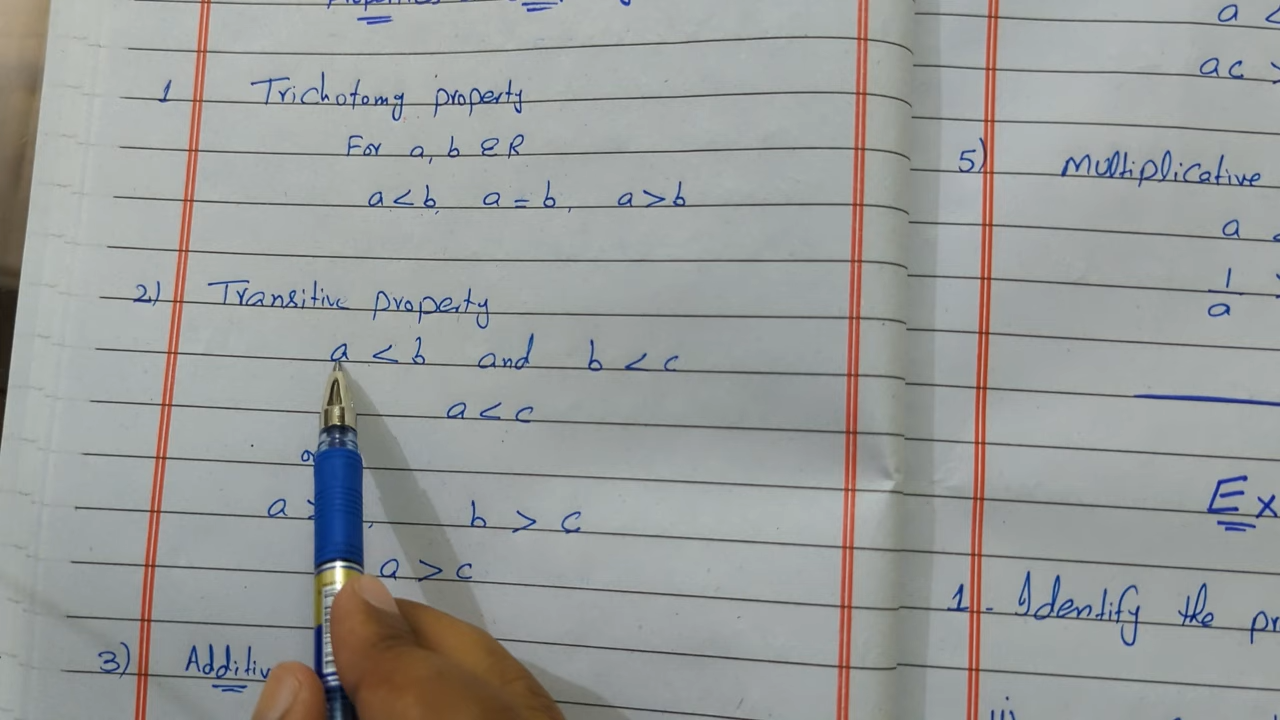 1 Trichotomy property
For a, b ∈ R
a < b, a = b, a > b
2) Transitive property
a < b and b < c
a < c
a > , b > c
a > c
3) Additiv
a <
ac >
5) Multiplicative
a <
1/a >
Ex
1. Identify the pr
ii)